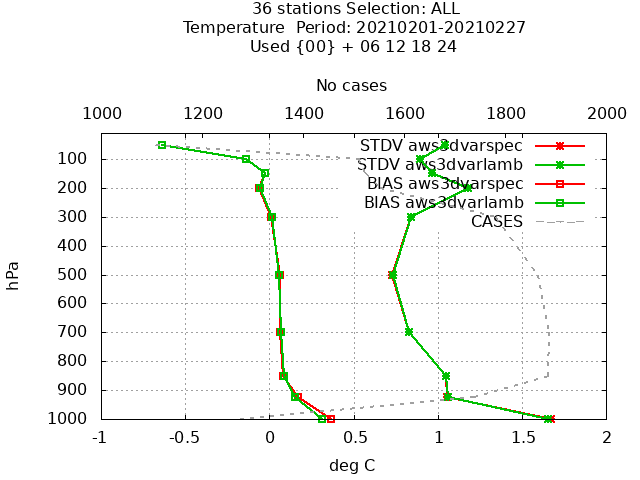 36 stations Selection: ALL
Temperature  Period: 20210201-20210227
Used {00} + 06 12 18 24
No cases
1000 1200 1400 1600 1800 2000
STDV aws3dvarspec
STDV aws3dvarlamb
BIAS aws3dvarspec
BIAS aws3dvarlamb
CASES
hPa
100
200
300
400
500
600
700
800
900
1000
-1 -0.5 0 0.5 1 1.5 2
deg C